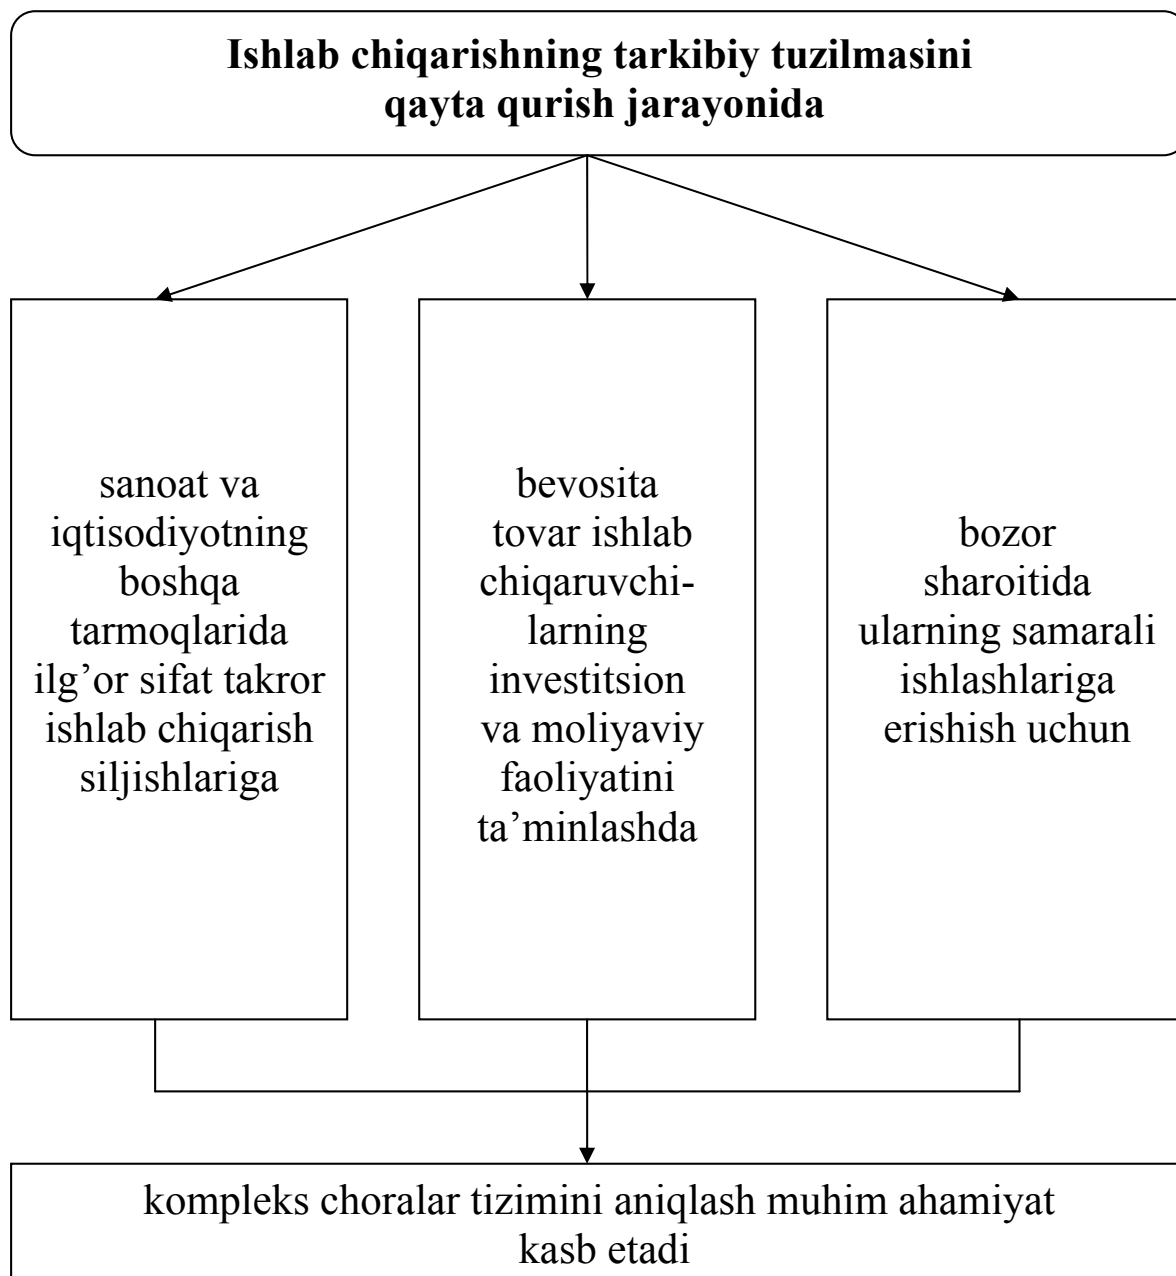 Ishlab chiqarishning tarkibiy tuzilmasini
qayta qurish jarayonida
sanoat va
iqtisodiyotning
boshqa
tarmoqlarida
ilg’or sifat takror
ishlab chiqarish
siljishlariga
bevosita
tovar ishlab
chiqaruvchi-
larning
investitsion
va moliyaviy
faoliyatini
ta’minlashda
bozor
sharoitida
ularning samarali
ishlashlariga
erishish uchun
kompleks choralar tizimini aniqlash muhim ahamiyat
kasb etadi